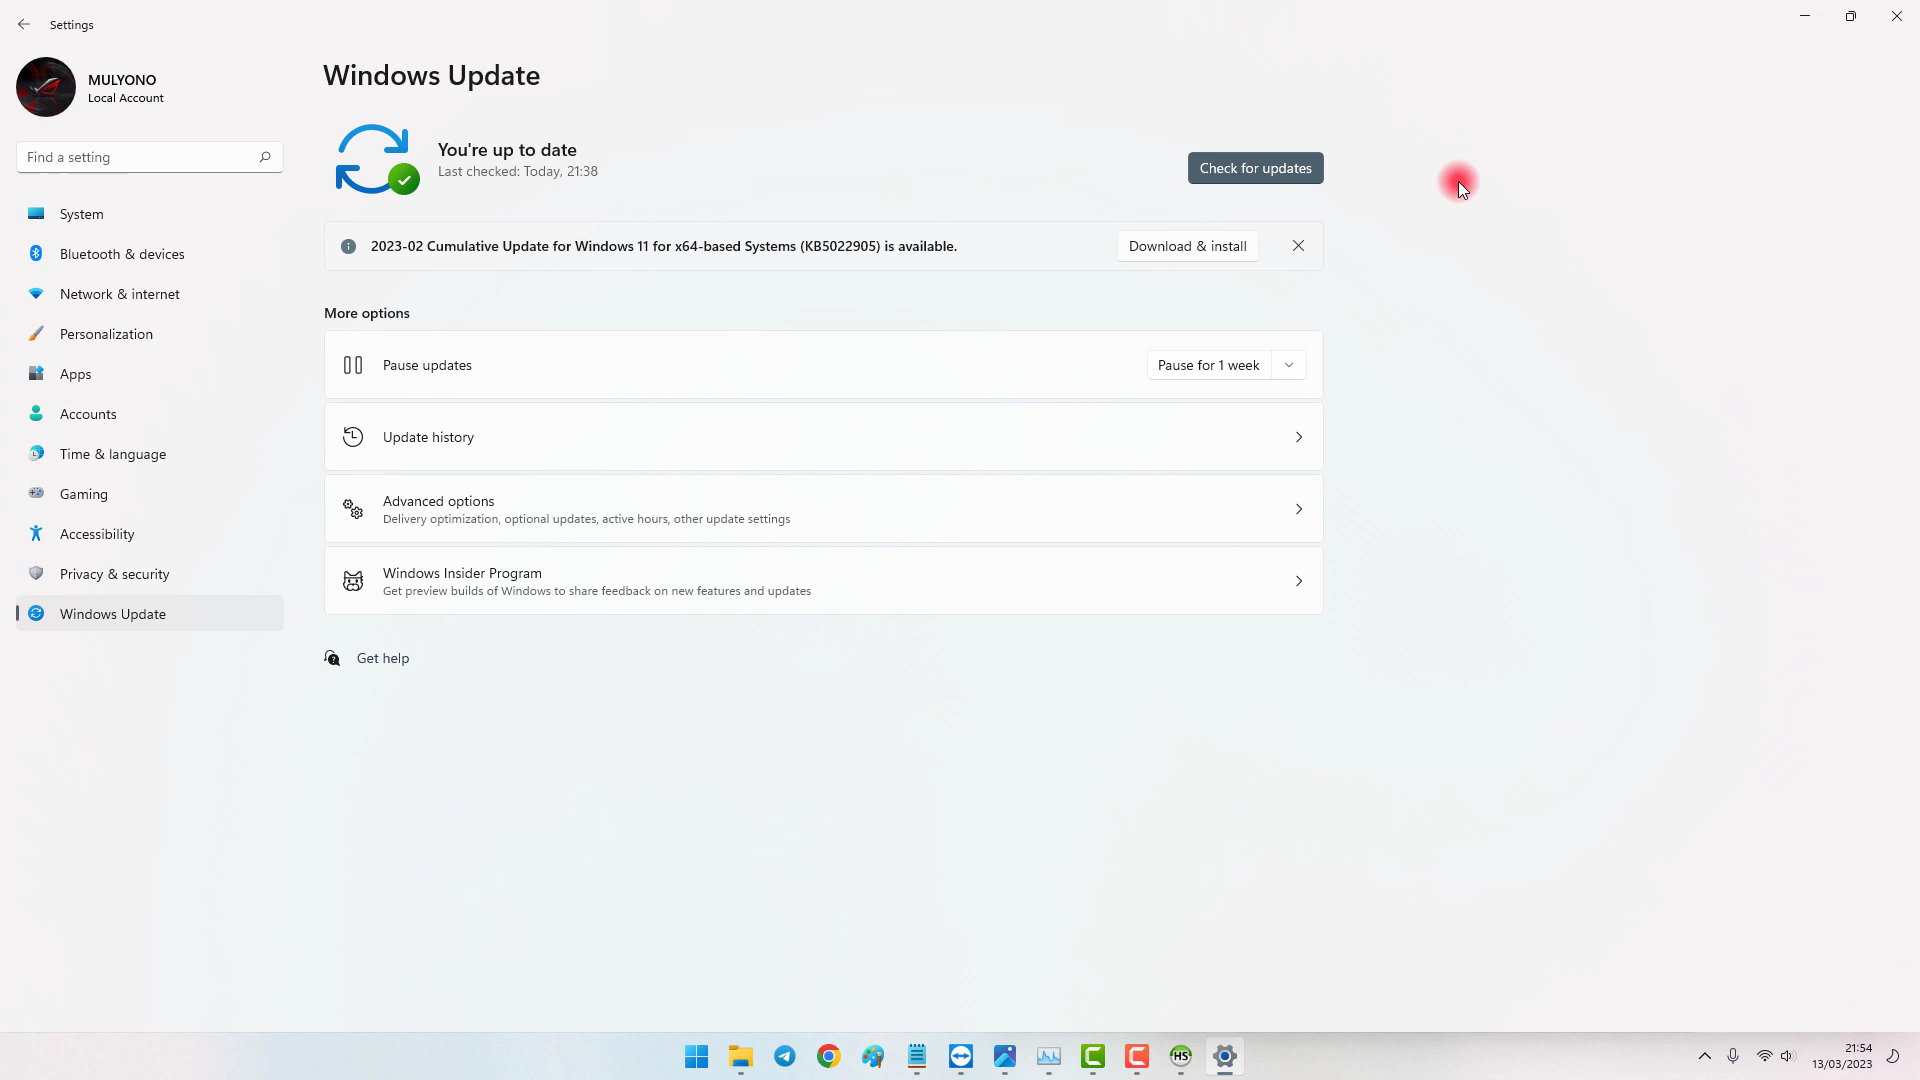 Settings
MULYONO
Local Account
Find a setting
System
Bluetooth & devices
Network & internet
Personalization
Apps
Accounts
Time & language
Gaming
Accessibility
Privacy & security
Windows Update
Windows Update
You're up to date
Last checked: Today, 21:38
Check for updates
2023-02 Cumulative Update for Windows 11 for x64-based Systems (KB5022905) is available.
Download & install
More options
Pause updates
Pause for 1 week
Update history
Advanced options
Delivery optimization, optional updates, active hours, other update settings
Windows Insider Program
Get preview builds of Windows to share feedback on new features and updates
Get help
HS
21:54
13/03/2023